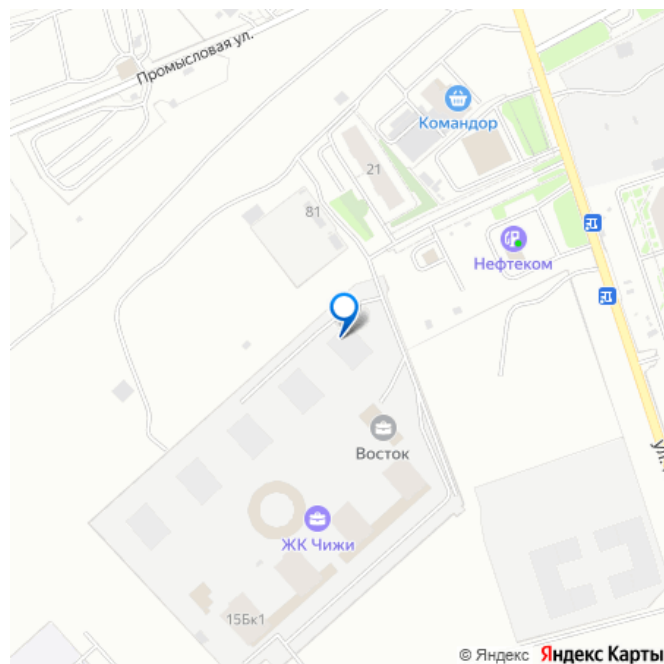 Промысловая ул.
Командор
21
81
Нефтеком
Восток
ЖК Чижи
15Бк1
© Яндекс Яндекс Карты